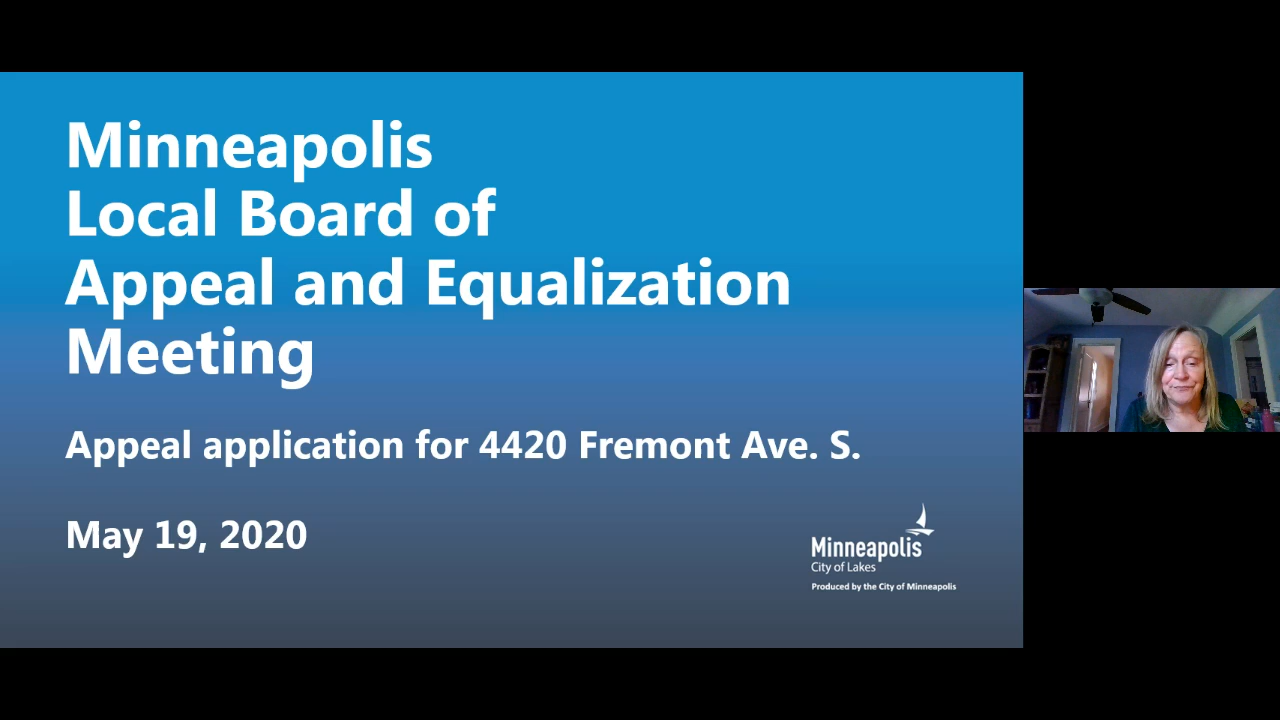 Minneapolis
Local Board of
Appeal and Equalization
Meeting
Appeal application for 4420 Fremont Ave. S.
May 19, 2020
Minneapolis
City of Lakes
Produced by the City of Minneapolis